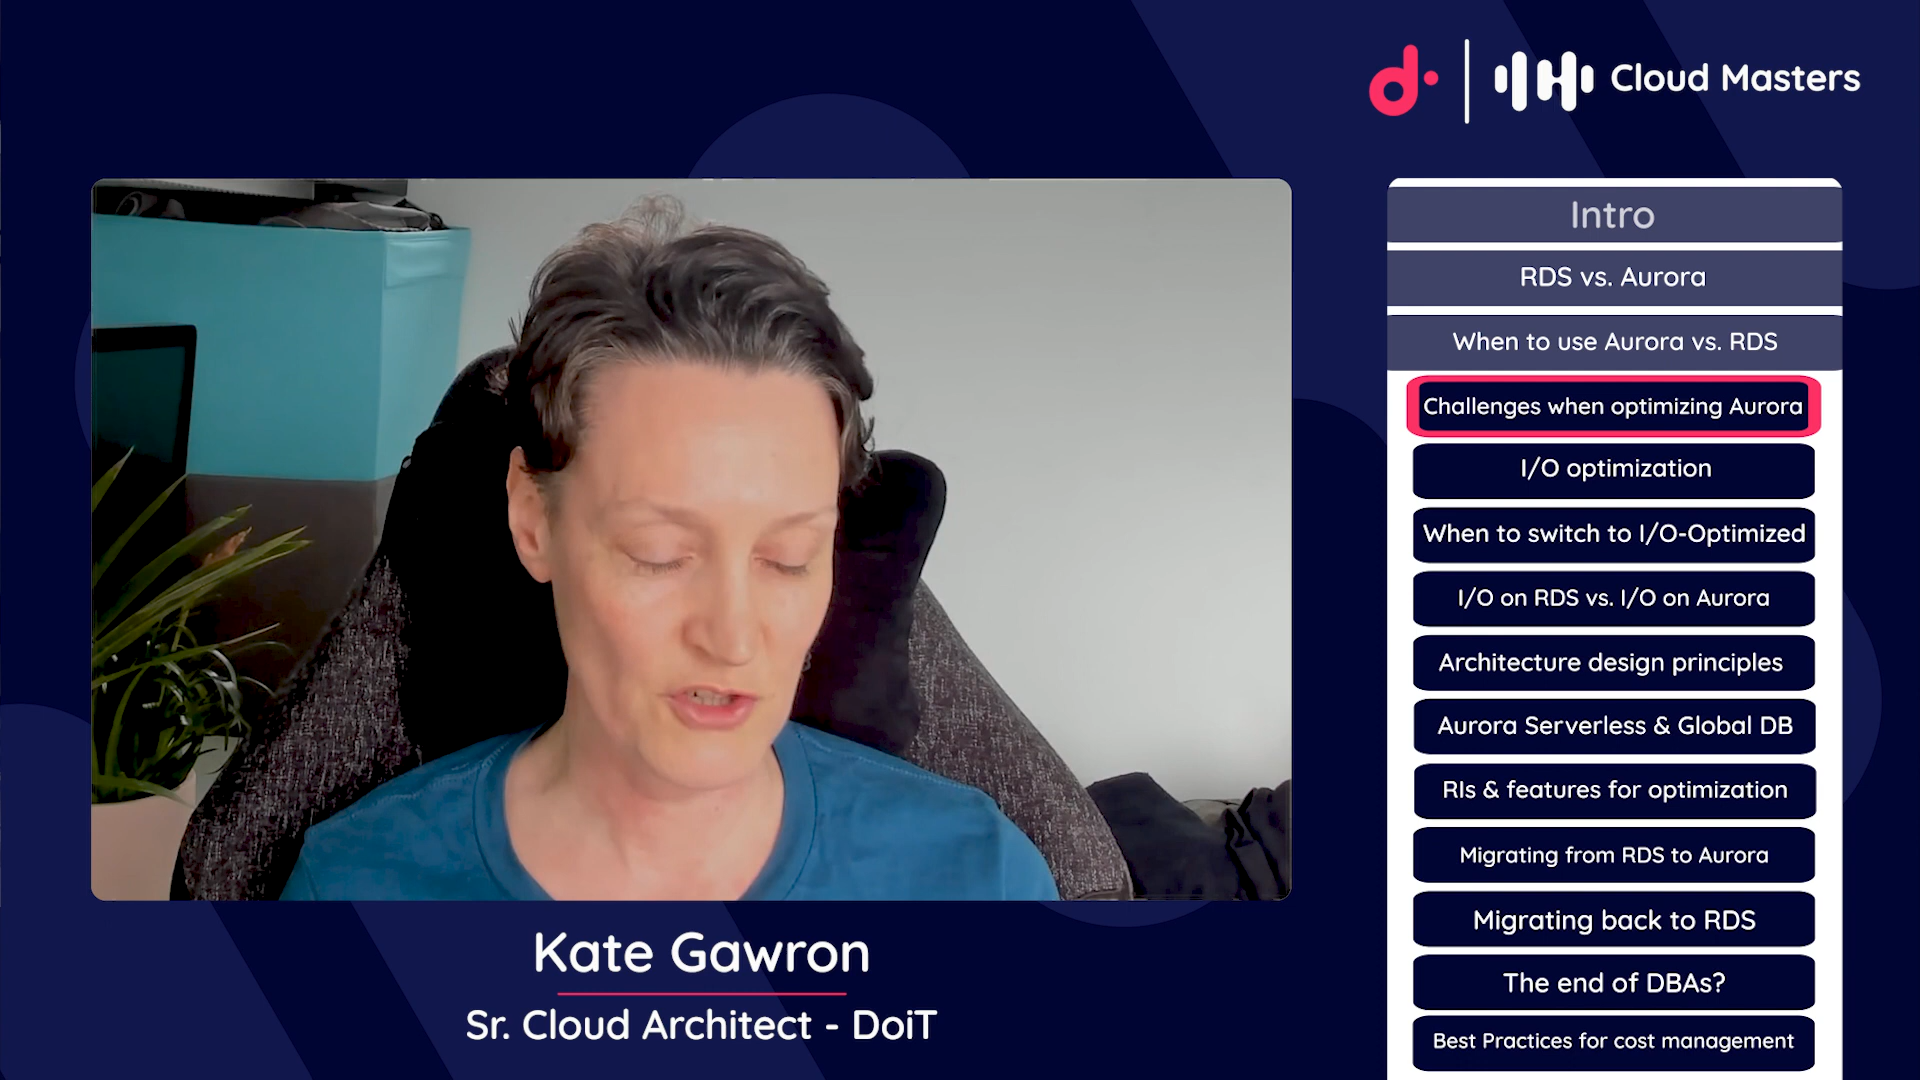 Cloud Masters
Intro
RDS vs. Aurora
When to use Aurora vs. RDS
Challenges when optimizing Aurora
I/O optimization
When to switch to I/O-Optimized
I/O on RDS vs. I/O on Aurora
Architecture design principles
Aurora Serverless & Global DB
RIs & features for optimization
Migrating from RDS to Aurora
Migrating back to RDS
The end of DBAs?
Best Practices for cost management
Kate Gawron
Sr. Cloud Architect - DoiT